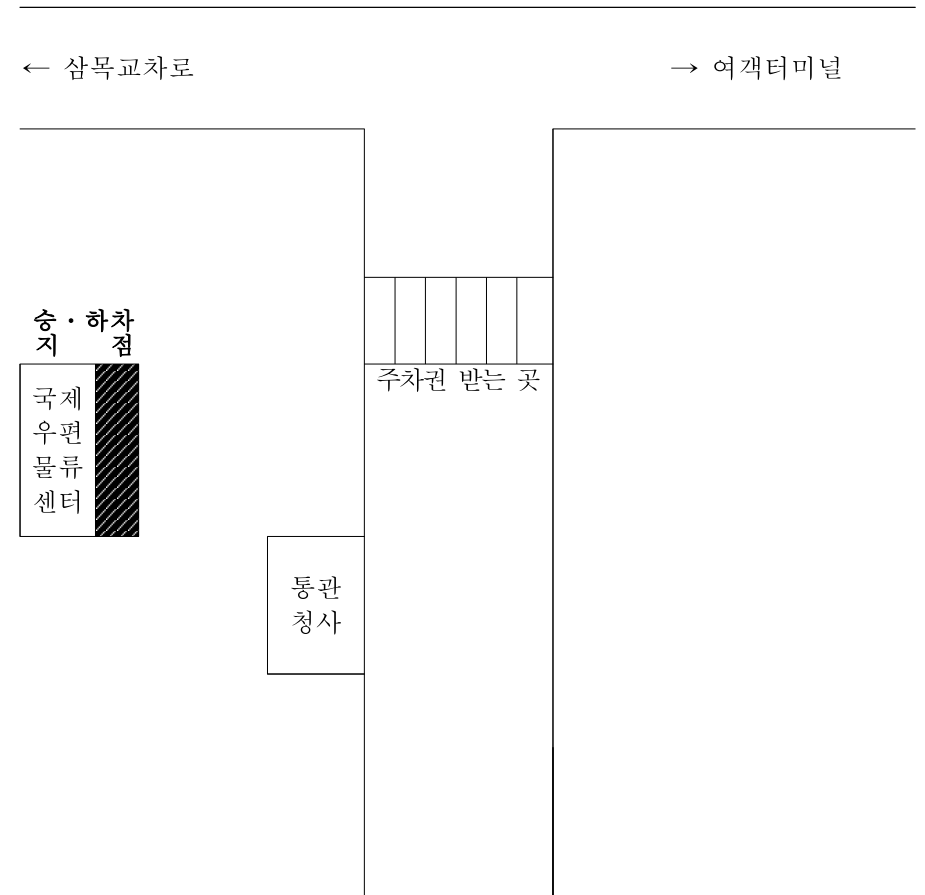 ← 삼목교차로
→ 여객터미널
승·하차
지 점
국제
우편
물류
센터
주차권 받는 곳
통관
청사